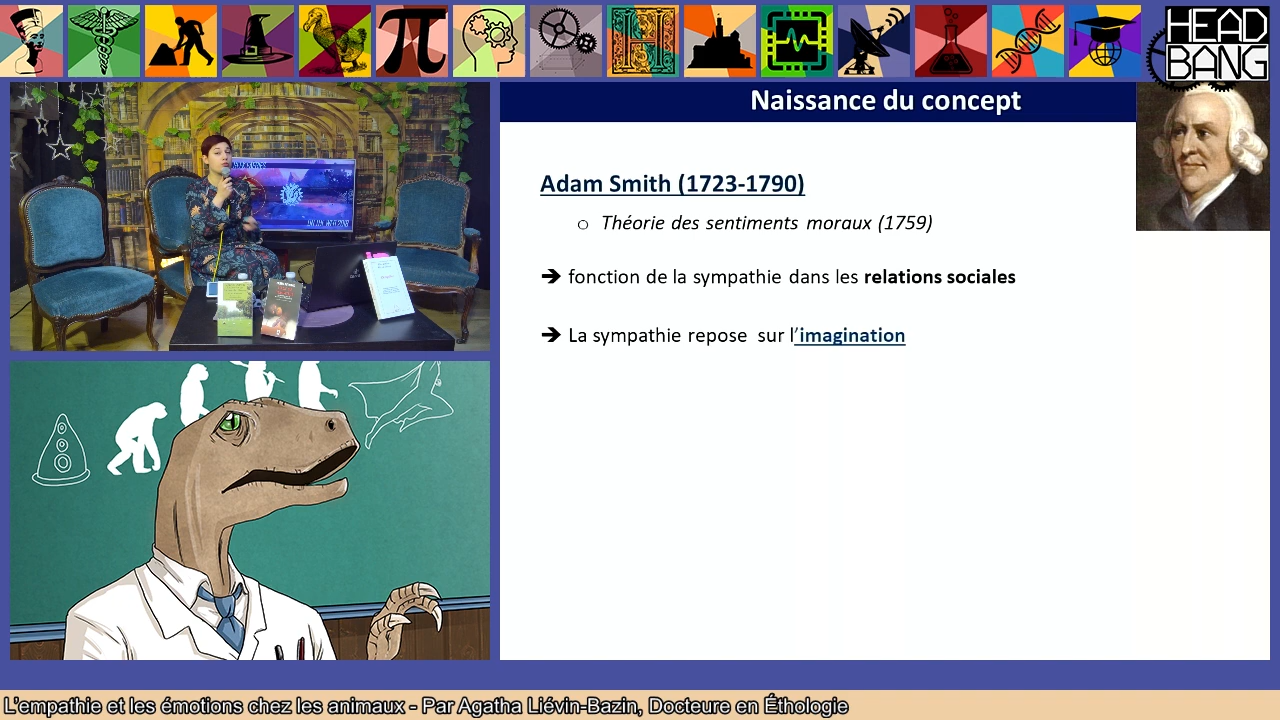 HEAD
BANG
Naissance du concept
Adam Smith (1723-1790)
o Théorie des sentiments moraux (1759)
➔ fonction de la sympathie dans les relations sociales
➔ La sympathie repose sur l'imagination
L'empathie et les émotions chez les animaux - Par Agatha Liévin-Bazin, Docteure en Éthologie